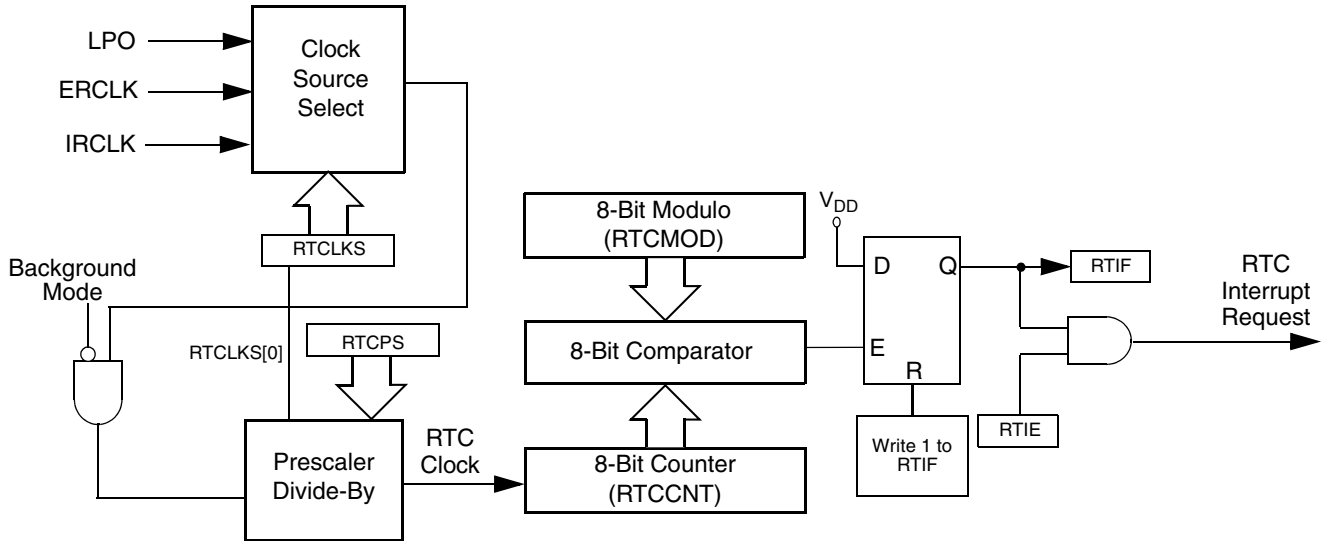 LPO
ERCLK
IRCLK
Clock
Source
Select
RTCLKS
Background
Mode
RTCLKS[0]
RTCPS
Prescaler
Divide-By
RTC
Clock
8-Bit Modulo
(RTCMOD)
8-Bit Comparator
8-Bit Counter
(RTCCNT)
VDD
D
Q
E
R
Write 1 to
RTIF
RTIF
RTIE
RTC
Interrupt
Request